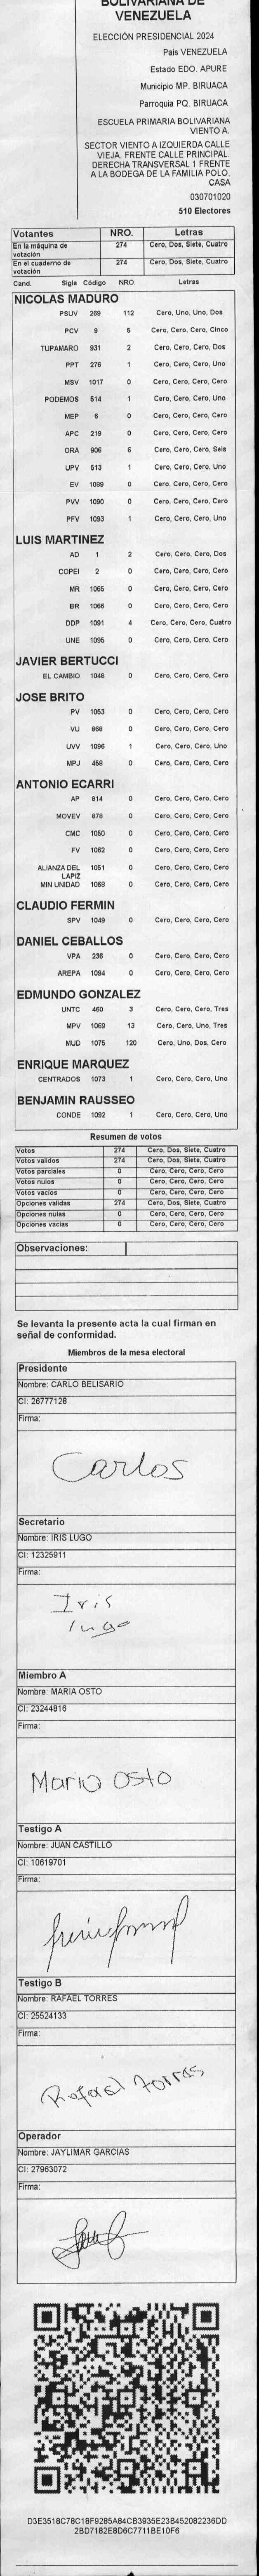 BOLIVARIANA DE
VENEZUELA
ELECCIÓN PRESIDENCIAL 2024
País VENEZUELA
Estado EDO. APURE
Municipio MP. BIRUACA
Parroquia PQ. BIRUACA
ESCUELA PRIMARIA BOLIVARIANA
VIENTO A.
SECTOR VIENTO A IZQUIERDA CALLE
VIEJA. FRENTE CALLE PRINCIPAL.
DERECHA TRANSVERSAL 1 FRENTE
A LA BODEGA DE LA FAMILIA POLO.
CASA
030701020
510 Electores
Votantes NRO. Letras
En la máquina de votación 274 Cero, Dos, Siete, Cuatro
En el cuaderno de votación 274 Cero, Dos, Siete, Cuatro
Cand. Sigla Código NRO. Letras
NICOLAS MADURO
PSUV 269 112 Cero, Uno, Uno, Dos
PCV 9 5 Cero, Cero, Cero, Cinco
TUPAMARO 931 2 Cero, Cero, Cero, Dos
PPT 276 1 Cero, Cero, Cero, Uno
MSV 1017 0 Cero, Cero, Cero, Cero
PODEMOS 514 1 Cero, Cero, Cero, Uno
MEP 6 0 Cero, Cero, Cero, Cero
APC 219 0 Cero, Cero, Cero, Cero
ORA 906 6 Cero, Cero, Cero, Seis
UPV 513 1 Cero, Cero, Cero, Uno
EV 1089 0 Cero, Cero, Cero, Cero
PVV 1090 0 Cero, Cero, Cero, Cero
PFV 1093 1 Cero, Cero, Cero, Uno
LUIS MARTINEZ
AD 1 2 Cero, Cero, Cero, Dos
COPEI 2 0 Cero, Cero, Cero, Cero
MR 1065 0 Cero, Cero, Cero, Cero
BR 1066 0 Cero, Cero, Cero, Cero
DDP 1091 4 Cero, Cero, Cero, Cuatro
UNE 1095 0 Cero, Cero, Cero, Cero
JAVIER BERTUCCI
EL CAMBIO 1048 0 Cero, Cero, Cero, Cero
JOSE BRITO
PV 1053 0 Cero, Cero, Cero, Cero
VU 868 0 Cero, Cero, Cero, Cero
UVV 1096 1 Cero, Cero, Cero, Uno
MPJ 458 0 Cero, Cero, Cero, Cero
ANTONIO ECARRI
AP 814 0 Cero, Cero, Cero, Cero
MOVEV 878 0 Cero, Cero, Cero, Cero
CMC 1050 0 Cero, Cero, Cero, Cero
FV 1062 0 Cero, Cero, Cero, Cero
ALIANZA DEL LAPIZ 1051 0 Cero, Cero, Cero, Cero
MIN UNIDAD 1069 0 Cero, Cero, Cero, Cero
CLAUDIO FERMIN
SPV 1049 0 Cero, Cero, Cero, Cero
DANIEL CEBALLOS
VPA 236 0 Cero, Cero, Cero, Cero
AREPA 1094 0 Cero, Cero, Cero, Cero
EDMUNDO GONZALEZ
UNTC 460 3 Cero, Cero, Cero, Tres
MPV 1069 13 Cero, Cero, Uno, Tres
MUD 1075 120 Cero, Uno, Dos, Cero
ENRIQUE MARQUEZ
CENTRADOS 1073 1 Cero, Cero, Cero, Uno
BENJAMIN RAUSSEO
CONDE 1092 1 Cero, Cero, Cero, Uno
Resumen de votos
Votos 274 Cero, Dos, Siete, Cuatro
Votos validos 274 Cero, Dos, Siete, Cuatro
Votos parciales 0 Cero, Cero, Cero, Cero
Votos nulos 0 Cero, Cero, Cero, Cero
Votos vacios 0 Cero, Cero, Cero, Cero
Opciones validas 274 Cero, Dos, Siete, Cuatro
Opciones nulas 0 Cero, Cero, Cero, Cero
Opciones vacias 0 Cero, Cero, Cero, Cero
Observaciones:
Se levanta la presente acta la cual firman en
señal de conformidad.
Miembros de la mesa electoral
Presidente
Nombre: CARLO BELISARIO
CI: 26777128
Firma:
Carlos
Secretario
Nombre: IRIS LUGO
CI: 12325911
Firma:
Iris
lugo
Miembro A
Nombre: MARIA OSTO
CI: 23244816
Firma:
Maria Osto
Testigo A
Nombre: JUAN CASTILLO
CI: 10619701
Firma:
Testigo B
Nombre: RAFAEL TORRES
CI: 25524133
Firma:
Rafael torres
Operador
Nombre: JAYLIMAR GARCIAS
CI: 27963072
Firma:
D3E3518C78C18F9285A84CB3935E23B452082236DD
2BD7182E8D6C7711BE10F6